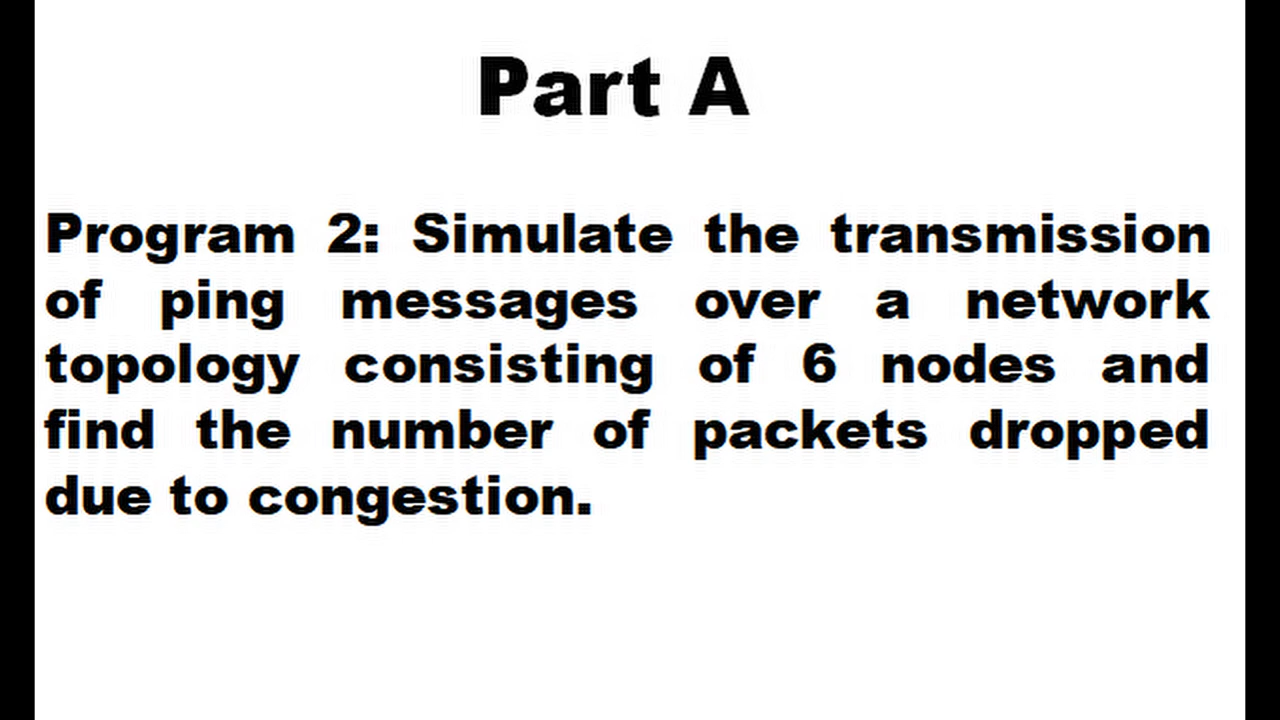 Part A
Program 2: Simulate the transmission
of ping messages over a network
topology consisting of 6 nodes and
find the number of packets dropped
due to congestion.